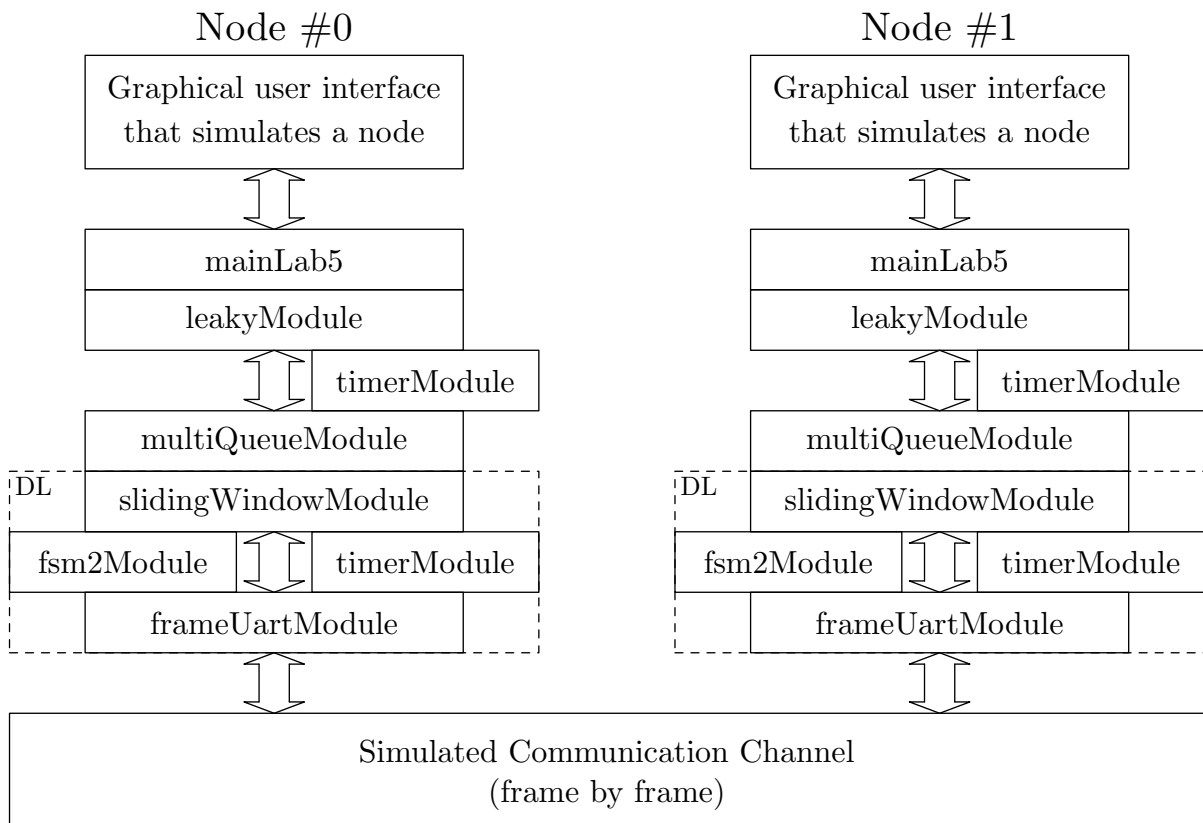 Node #0
Graphical user interface
that simulates a node
mainLab5
leakyModule
timerModule
multiQueueModule
DL
slidingWindowModule
fsm2Module
timerModule
frameUartModule
Node #1
Graphical user interface
that simulates a node
mainLab5
leakyModule
timerModule
multiQueueModule
DL
slidingWindowModule
fsm2Module
timerModule
frameUartModule
Simulated Communication Channel
(frame by frame)